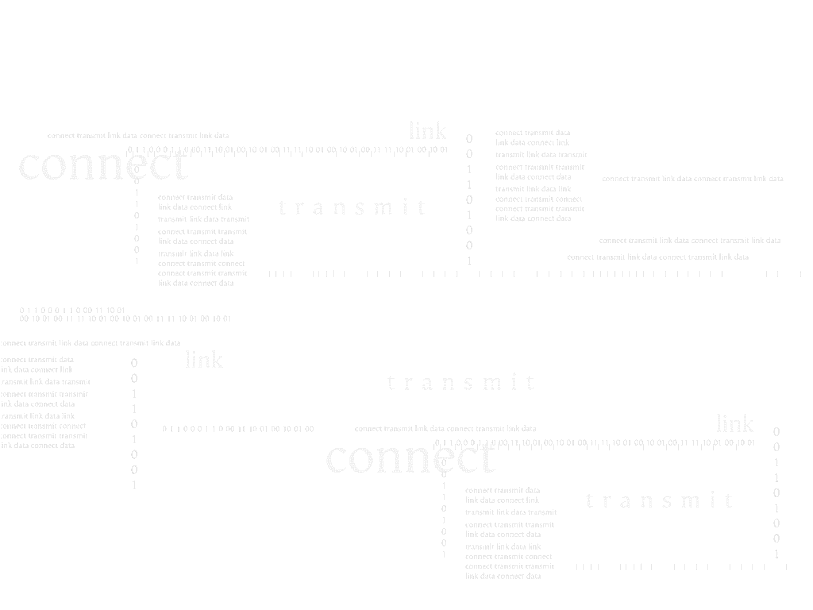 link
connect transmit link data connect transmit link data
connect
transmit
connect transmit data
link data connect link
transmit link data transmit
connect transmit transmit
link data connect data
transmit link data link
connect transmit connect
connect transmit transmit
link data connect data
0
0
1
1
0
1
0
0
1
connect transmit data
link data connect link
transmit link data transmit
connect transmit transmit
link data connect data
transmit link data link
connect transmit connect
connect transmit transmit
link data connect data
connect transmit link data connect transmit link data
connect transmit link data connect transmit link data
connect transmit link data connect transmit link data
0 1 1 0 0 0 1 1 0 00 11 10 01
00 10 01 00 11 11 10 01 00 10 01 00 11 11 10 01 00 10 01
connect transmit link data connect transmit link data
link
transmit
0
0
1
1
0
1
0
0
1
0 1 1 0 0 0 1 1 0 00 11 10 01 00 10 01 00
connect transmit link data connect transmit link data
link
connect
transmit
connect transmit data
link data connect link
transmit link data transmit
connect transmit transmit
link data connect data
transmit link data link
connect transmit connect
connect transmit transmit
link data connect data
0
0
1
1
0
1
0
0
1